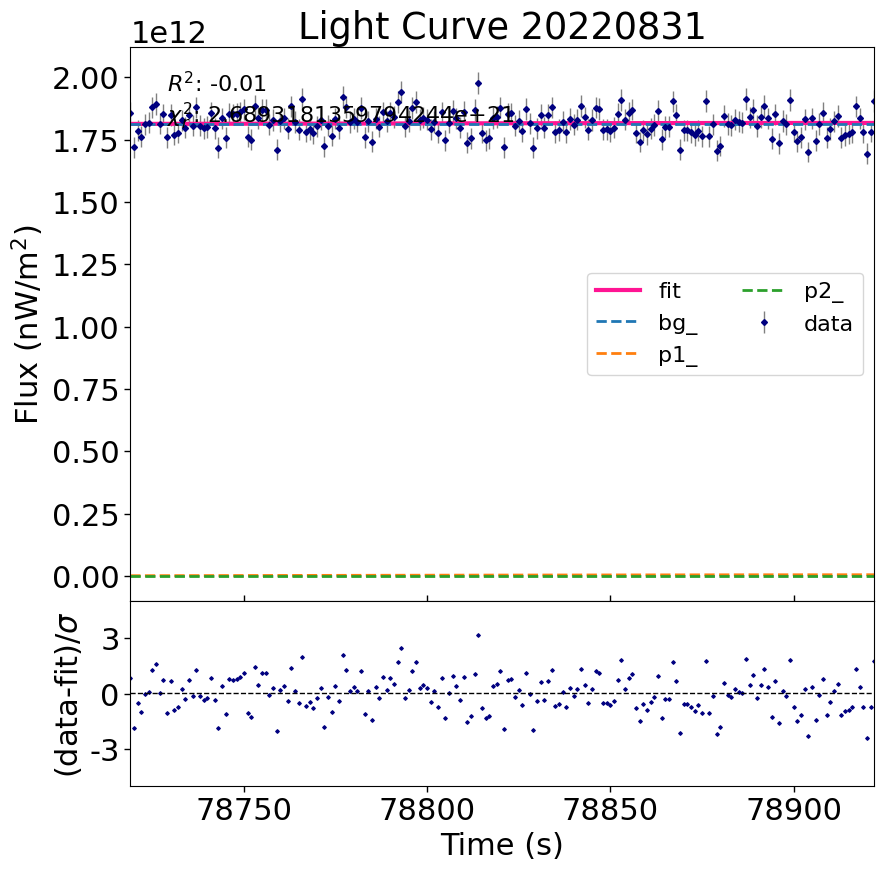 Light Curve 20220831
1e12
R²: -0.01
2.00
1.75
1.50
1.25
1.00
0.75
0.50
0.25
0.00
Flux (nW/m²)
fit
bg_
p1_
p2_
data
3
0
-3
(data-fit)/σ
78750 78800 78850 78900
Time (s)